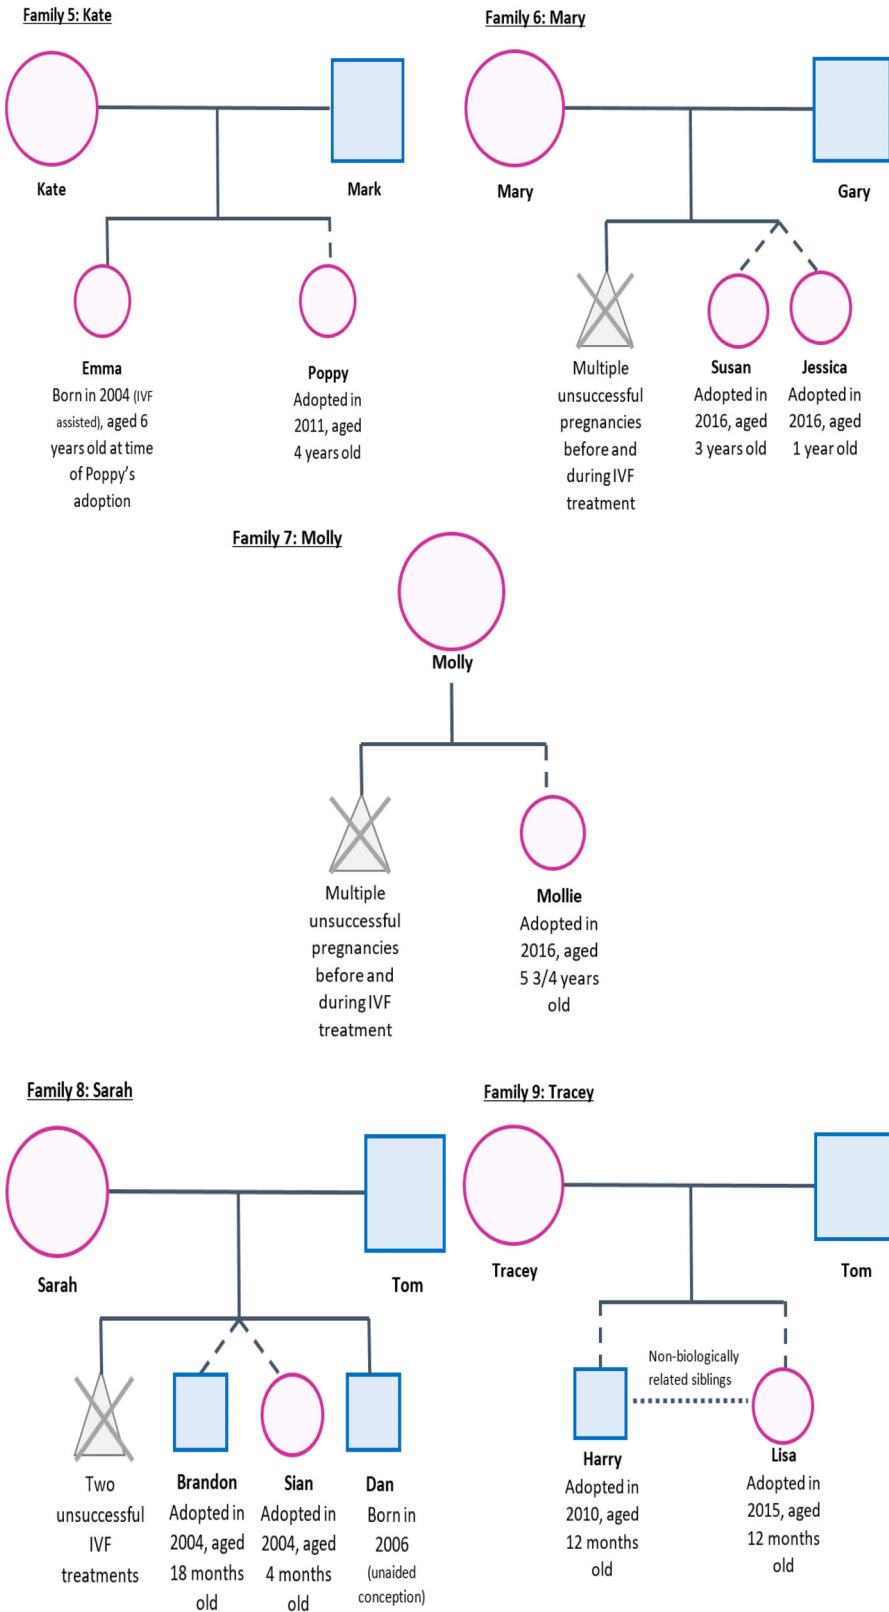 Family 5: Kate
Kate
Mark
Emma
Born in 2004 (IVF
assisted), aged 6
years old at time
of Poppy's
adoption
Poppy
Adopted in
2011, aged
4 years old
Family 6: Mary
Mary
Gary
Multiple
unsuccessful
pregnancies
before and
during IVF
treatment
Susan
Adopted in
2016, aged
3 years old
Jessica
Adopted in
2016, aged
1 year old
Family 7: Molly
Molly
Multiple
unsuccessful
pregnancies
before and
during IVF
treatment
Mollie
Adopted in
2016, aged
5 3/4 years
old
Family 8: Sarah
Sarah
Tom
Two
unsuccessful
IVF
treatments
Brandon
Adopted in
2004, aged
18 months
old
Sian
Adopted in
2004, aged
4 months
old
Dan
Born in
2006
(unaided
conception)
Family 9: Tracey
Tracey
Tom
Non-biologically
related siblings
Harry
Adopted in
2010, aged
12 months
old
Lisa
Adopted in
2015, aged
12 months
old